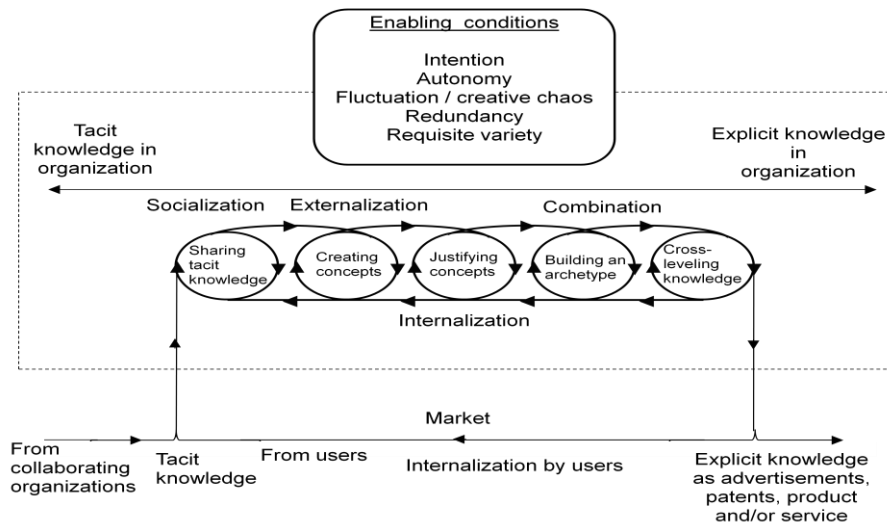 Enabling conditions
Intention
Autonomy
Fluctuation / creative chaos
Redundancy
Requisite variety
Tacit
knowledge in
organization
Explicit knowledge
in
organization
Socialization
Externalization
Combination
Sharing
tacit
knowledge
Creating
concepts
Justifying
concepts
Building an
archetype
Cross-
leveling
knowledge
Internalization
Market
From
collaborating
organizations
Tacit
knowledge
From users
Internalization by users
Explicit knowledge
as advertisements,
patents, product
and/or service